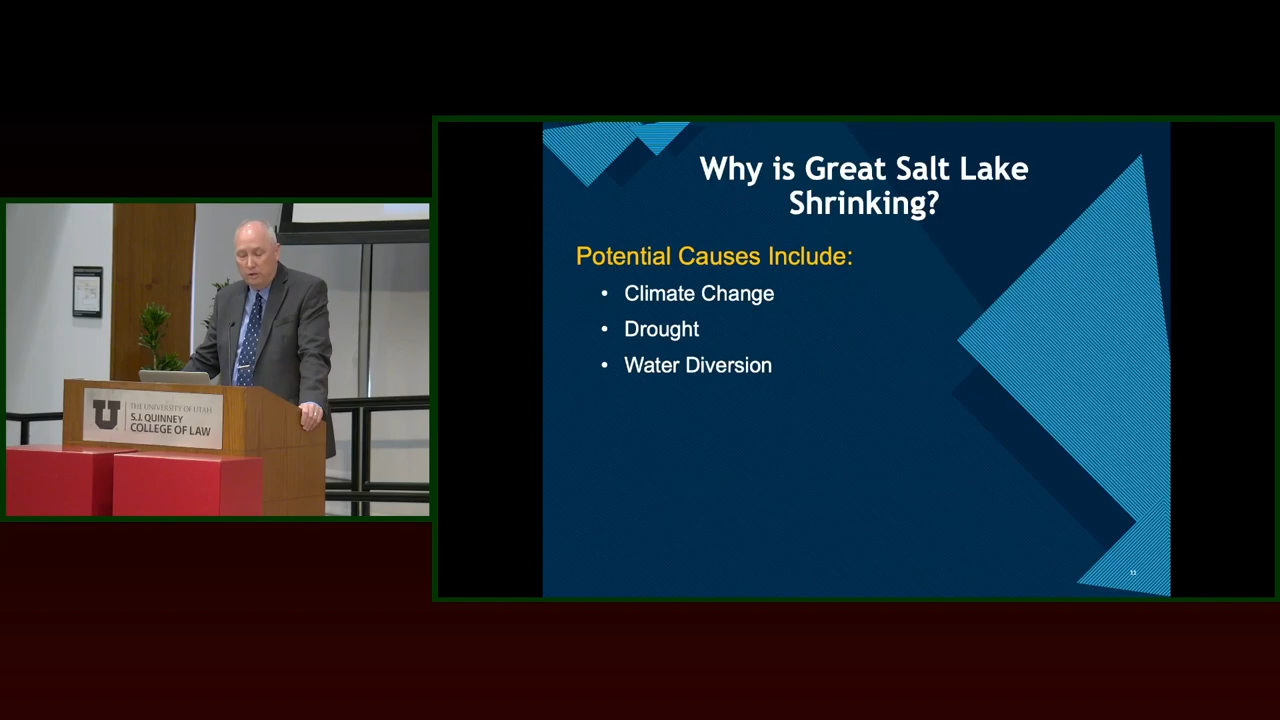 Why is Great Salt Lake
Shrinking?
Potential Causes Include:
• Climate Change
• Drought
• Water Diversion
11
U
THE UNIVERSITY OF UTAH
S.J. QUINNEY
COLLEGE OF LAW